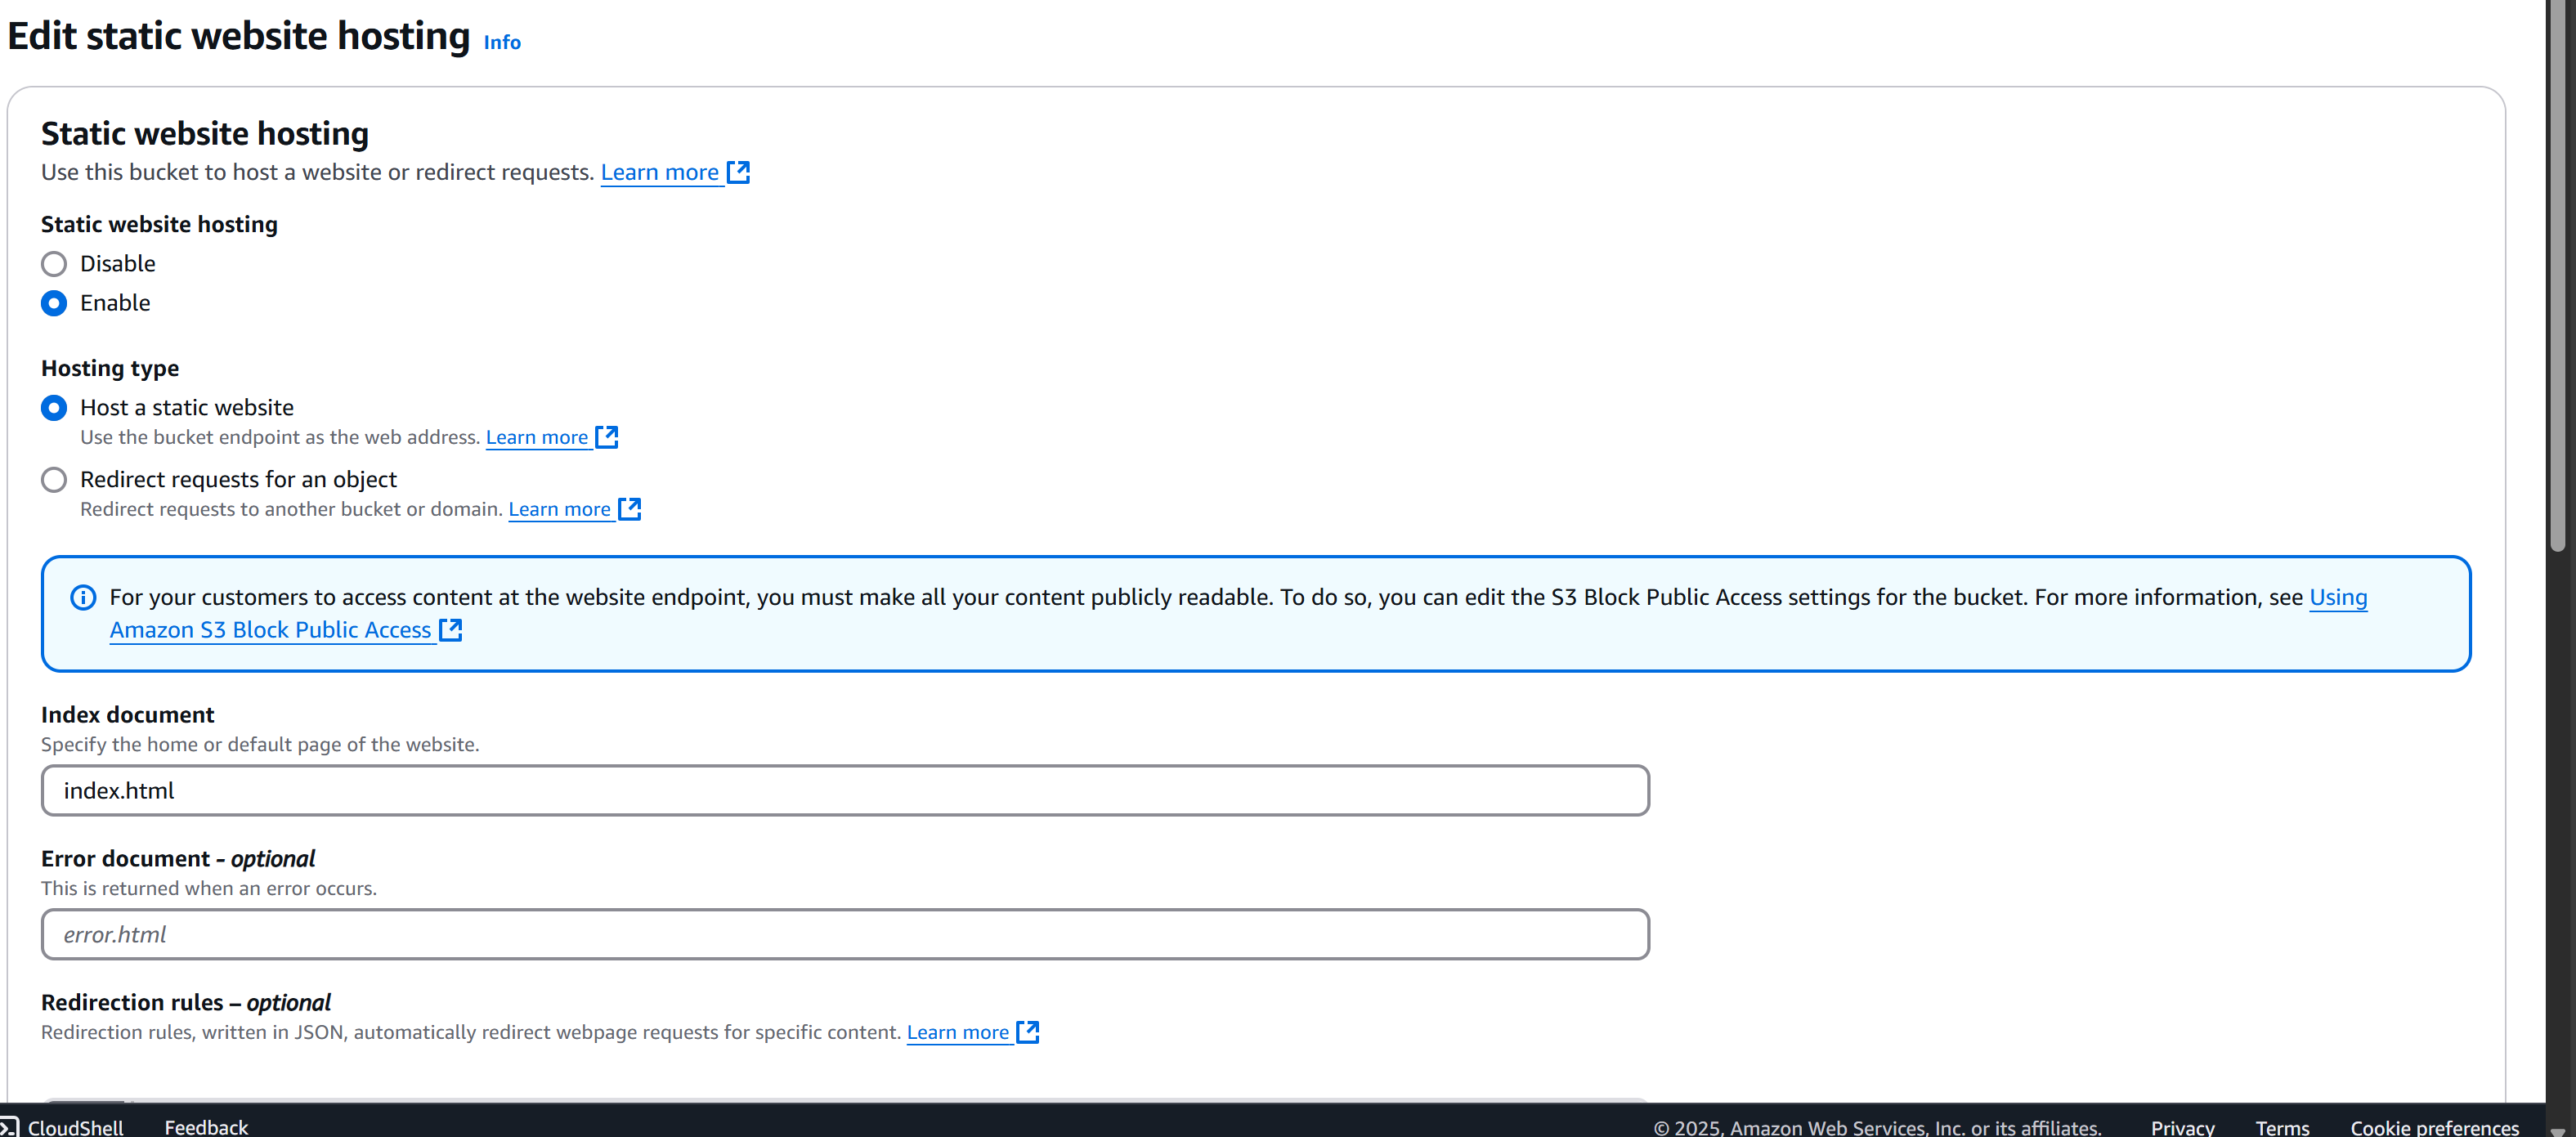 Edit static website hosting Info
Static website hosting
Use this bucket to host a website or redirect requests. Learn more
Static website hosting
Disable
Enable
Hosting type
Host a static website
Use the bucket endpoint as the web address. Learn more
Redirect requests for an object
Redirect requests to another bucket or domain. Learn more
For your customers to access content at the website endpoint, you must make all your content publicly readable. To do so, you can edit the S3 Block Public Access settings for the bucket. For more information, see Using
Amazon S3 Block Public Access
Index document
Specify the home or default page of the website.
index.html
Error document - optional
This is returned when an error occurs.
error.html
Redirection rules – optional
Redirection rules, written in JSON, automatically redirect webpage requests for specific content. Learn more
CloudShell Feedback © 2025, Amazon Web Services, Inc. or its affiliates. Privacy Terms Cookie preferences